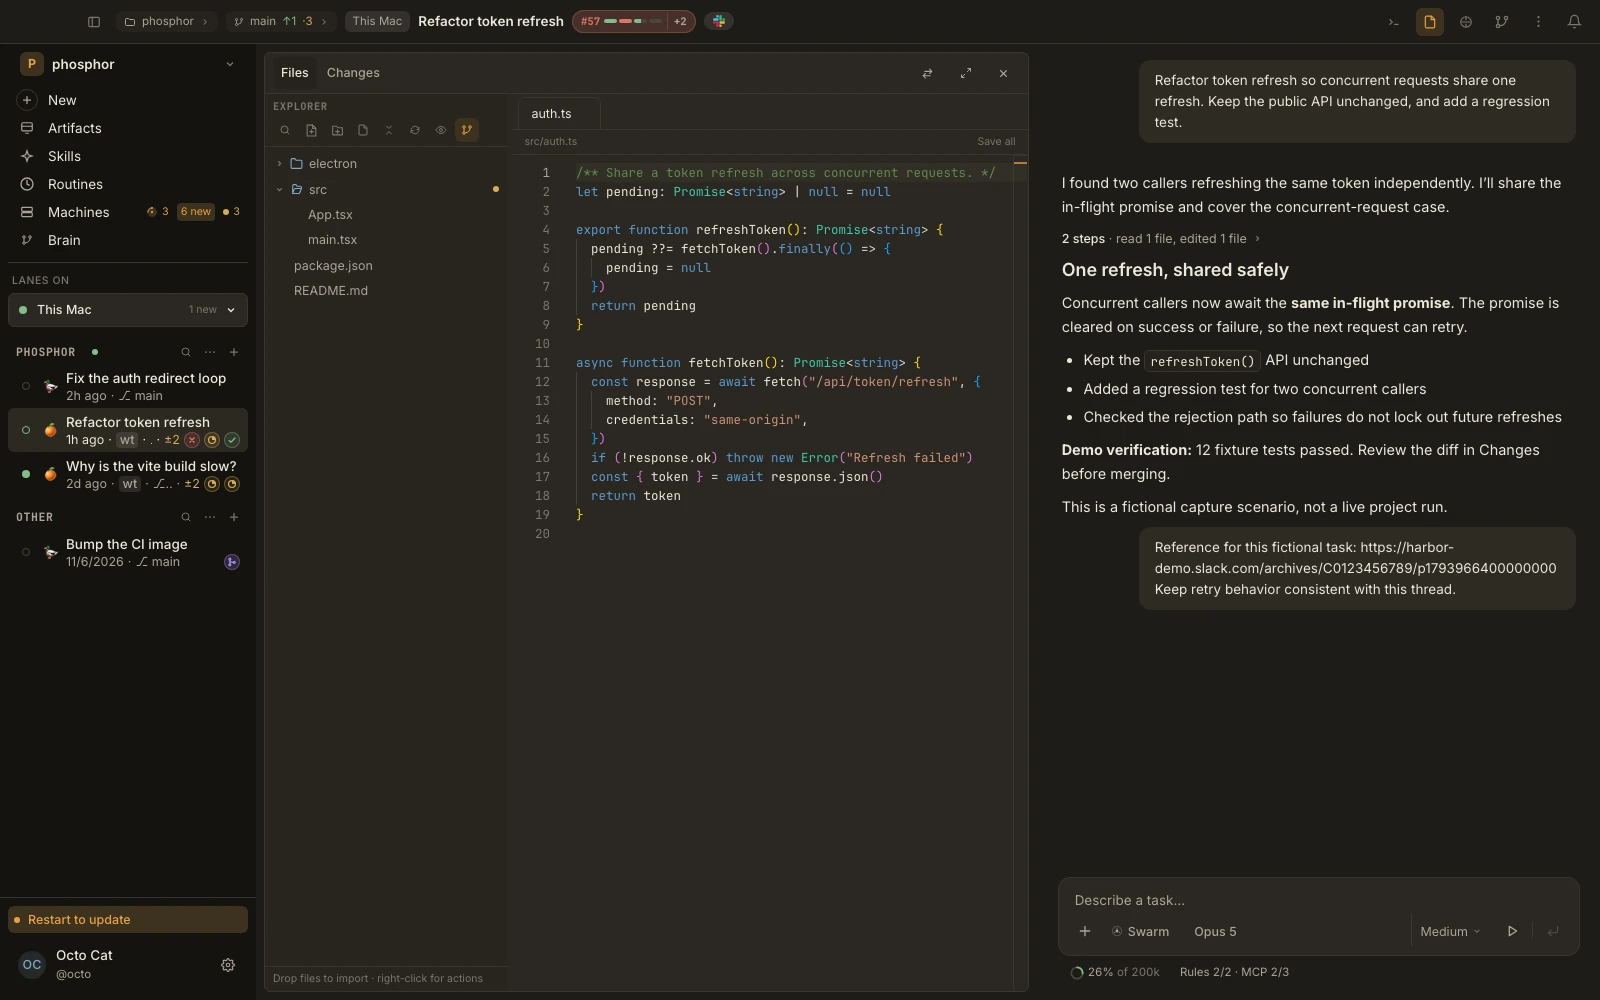 phosphor
main ↑1 ·3
This Mac
Refactor token refresh
#57
+2
P phosphor
New
Artifacts
Skills
Routines
Machines 3 6 new 3
Brain
LANES ON
This Mac 1 new
PHOSPHOR
Fix the auth redirect loop
2h ago · main
Refactor token refresh
1h ago · wt · . · ±2
Why is the vite build slow?
2d ago · wt · .. · ±2
OTHER
Bump the CI image
11/6/2026 · main
Restart to update
OC
Octo Cat
@octo
Files Changes
EXPLORER
electron
src
App.tsx
main.tsx
package.json
README.md
Drop files to import · right-click for actions
auth.ts
src/auth.ts Save all
1 /** Share a token refresh across concurrent requests. */
2 let pending: Promise<string> | null = null
3
4 export function refreshToken(): Promise<string> {
5 pending ??= fetchToken().finally(() => {
6 pending = null
7 })
8 return pending
9 }
10
11 async function fetchToken(): Promise<string> {
12 const response = await fetch("/api/token/refresh", {
13 method: "POST",
14 credentials: "same-origin",
15 })
16 if (!response.ok) throw new Error("Refresh failed")
17 const { token } = await response.json()
18 return token
19 }
20
Refactor token refresh so concurrent requests share one
refresh. Keep the public API unchanged, and add a regression
test.
I found two callers refreshing the same token independently. I’ll share the
in-flight promise and cover the concurrent-request case.
2 steps · read 1 file, edited 1 file
One refresh, shared safely
Concurrent callers now await the same in-flight promise. The promise is
cleared on success or failure, so the next request can retry.
• Kept the refreshToken() API unchanged
• Added a regression test for two concurrent callers
• Checked the rejection path so failures do not lock out future refreshes
Demo verification: 12 fixture tests passed. Review the diff in Changes
before merging.
This is a fictional capture scenario, not a live project run.
Reference for this fictional task: https://harbor-
demo.slack.com/archives/C0123456789/p1793966400000000
Keep retry behavior consistent with this thread.
Describe a task...
Swarm Opus 5 Medium
26% of 200k Rules 2/2 · MCP 2/3